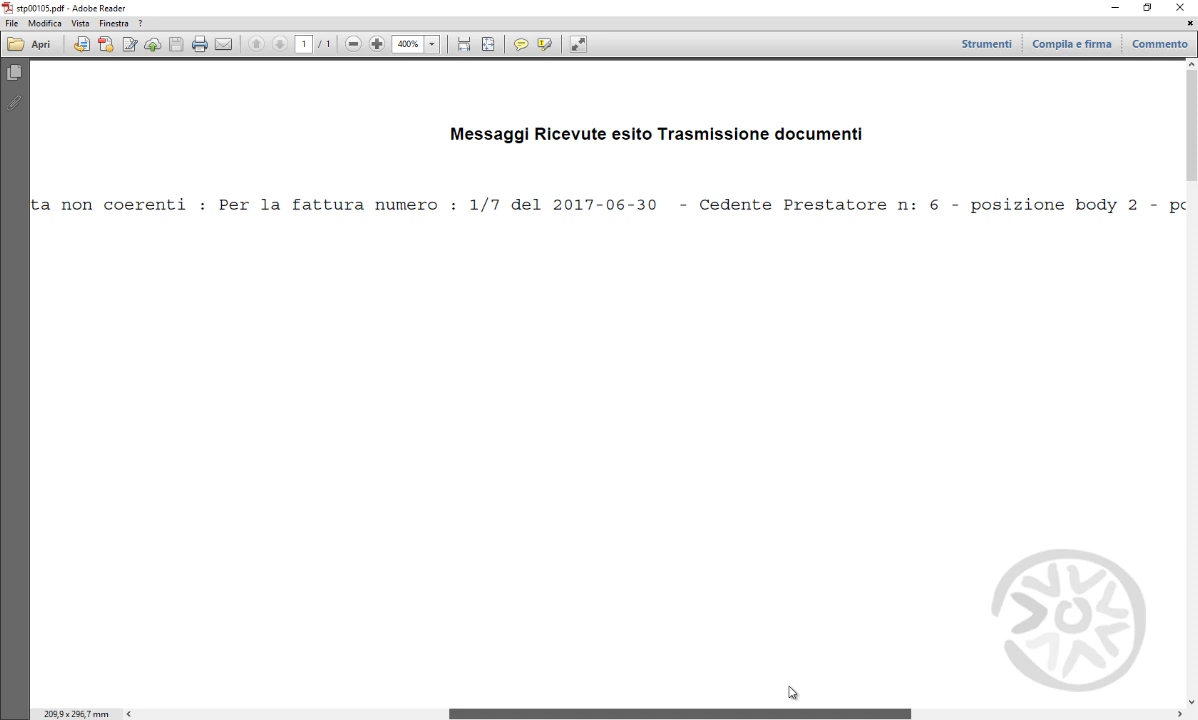 stp00105.pdf - Adobe Reader
File Modifica Vista Finestra ?
Apri 1 / 1 400% Strumenti Compila e firma Commento
Messaggi Ricevute esito Trasmissione documenti
ta non coerenti : Per la fattura numero : 1/7 del 2017-06-30 - Cedente Prestatore n: 6 - posizione body 2 - po
209,9 x 296,7 mm